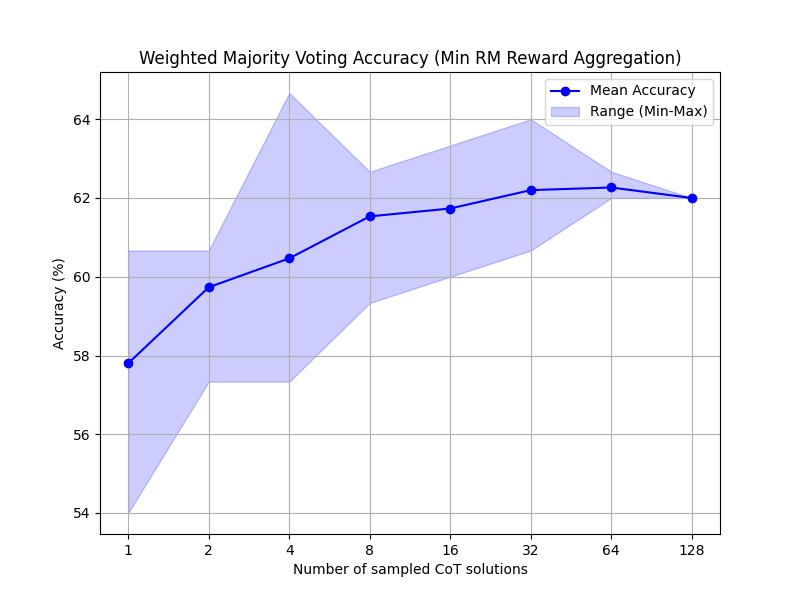 Weighted Majority Voting Accuracy (Min RM Reward Aggregation)
Mean Accuracy
Range (Min-Max)
Accuracy (%)
64
62
60
58
56
54
1 2 4 8 16 32 64 128
Number of sampled CoT solutions